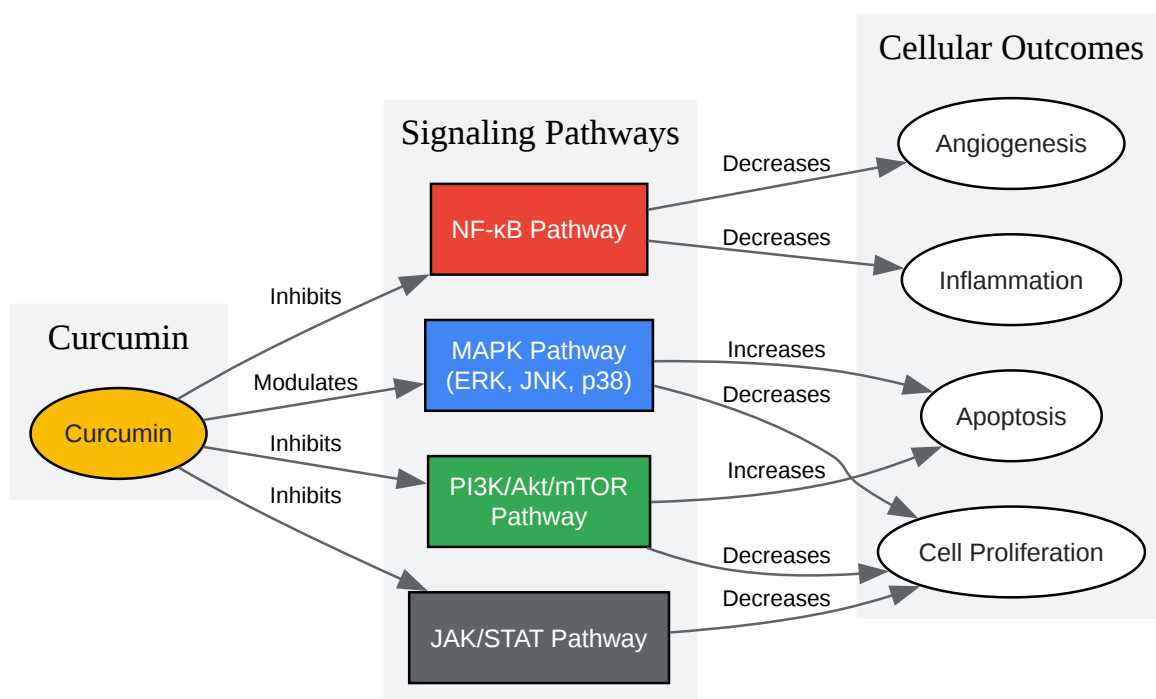 Cellular Outcomes
Signaling Pathways
Curcumin
Angiogenesis
Decreases
NF-κB Pathway
Decreases
Inflammation
Inhibits
MAPK Pathway
(ERK, JNK, p38)
Increases
Modulates
Decreases
Apoptosis
Curcumin
Inhibits
Increases
PI3K/Akt/mTOR
Pathway
Inhibits
Decreases
Cell Proliferation
Decreases
JAK/STAT Pathway